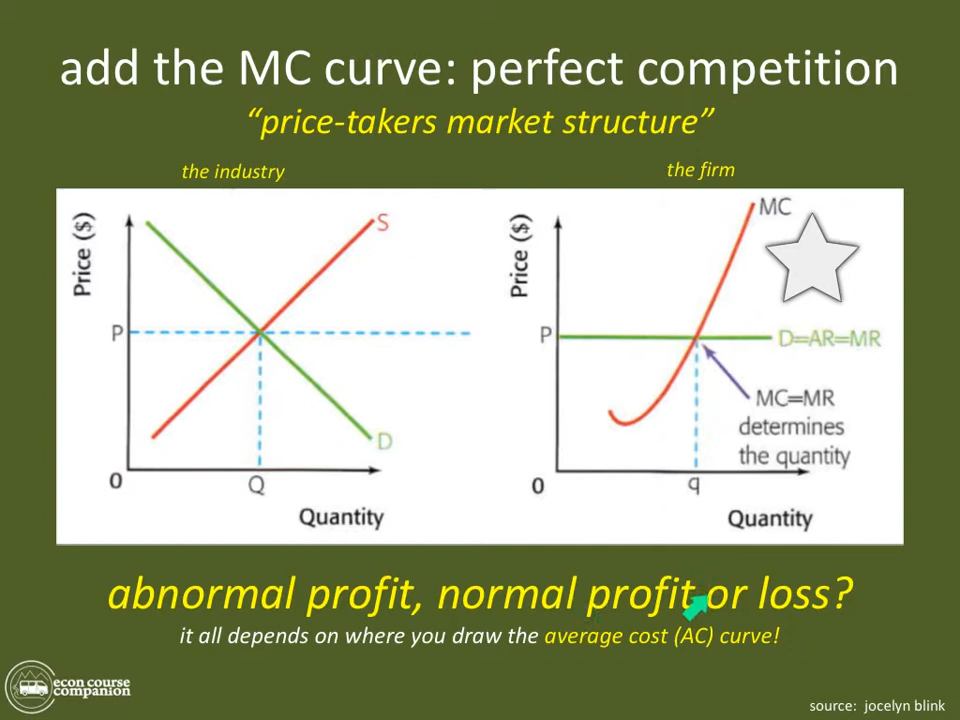 add the MC curve: perfect competition
“price-takers market structure”
the industry
the firm
Price ($)
S
P
D
0
Q
Quantity
Price ($)
MC
P
D=AR=MR
MC=MR
determines
the quantity
0
q
Quantity
abnormal profit, normal profit or loss?
it all depends on where you draw the average cost (AC) curve!
econ course
companion
source: jocelyn blink